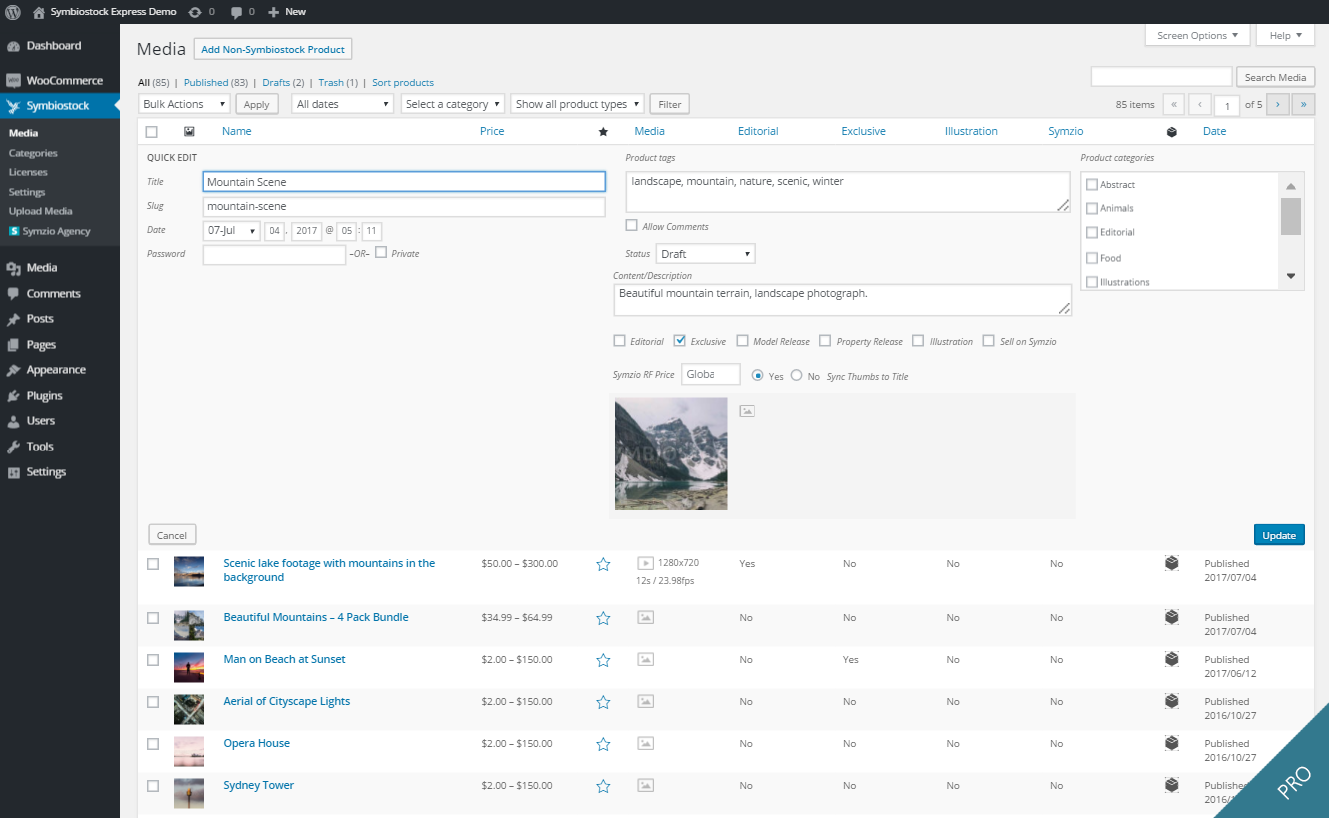 Symbiostock Express Demo 0 0 New
Dashboard
WooCommerce
Symbiostock
Media
Categories
Licenses
Settings
Upload Media
S Symzio Agency
Media
Comments
Posts
Pages
Appearance
Plugins
Users
Tools
Settings
Screen Options ▼ Help ▼
Media Add Non-Symbiostock Product
All (85) | Published (83) | Drafts (2) | Trash (1) | Sort products
Search Media
Bulk Actions Apply All dates Select a category Show all product types Filter 85 items « ‹ 1 of 5 › »
Name Price Media Editorial Exclusive Illustration Symzio Date
QUICK EDIT
Title Mountain Scene
Slug mountain-scene
Date 07-Jul 04, 2017 @ 05 : 11
Password –OR– Private
Product tags
landscape, mountain, nature, scenic, winter
Allow Comments
Status Draft
Content/Description
Beautiful mountain terrain, landscape photograph.
Editorial Exclusive Model Release Property Release Illustration Sell on Symzio
Symzio RF Price Globa Yes No Sync Thumbs to Title
Product categories
Abstract
Animals
Editorial
Food
Illustrations
Cancel Update
Scenic lake footage with mountains in the
background
$50.00 – $300.00 1280x720
12s / 23.98fps
Yes No No No Published
2017/07/04
Beautiful Mountains – 4 Pack Bundle $34.99 – $64.99 No No No No Published
2017/07/04
Man on Beach at Sunset $2.00 – $150.00 No Yes No No Published
2017/06/12
Aerial of Cityscape Lights $2.00 – $150.00 No No No No Published
2016/10/27
Opera House $2.00 – $150.00 No No No No Published
2016/10/27
Sydney Tower $2.00 – $150.00 No No No No Published
2016/
PRO